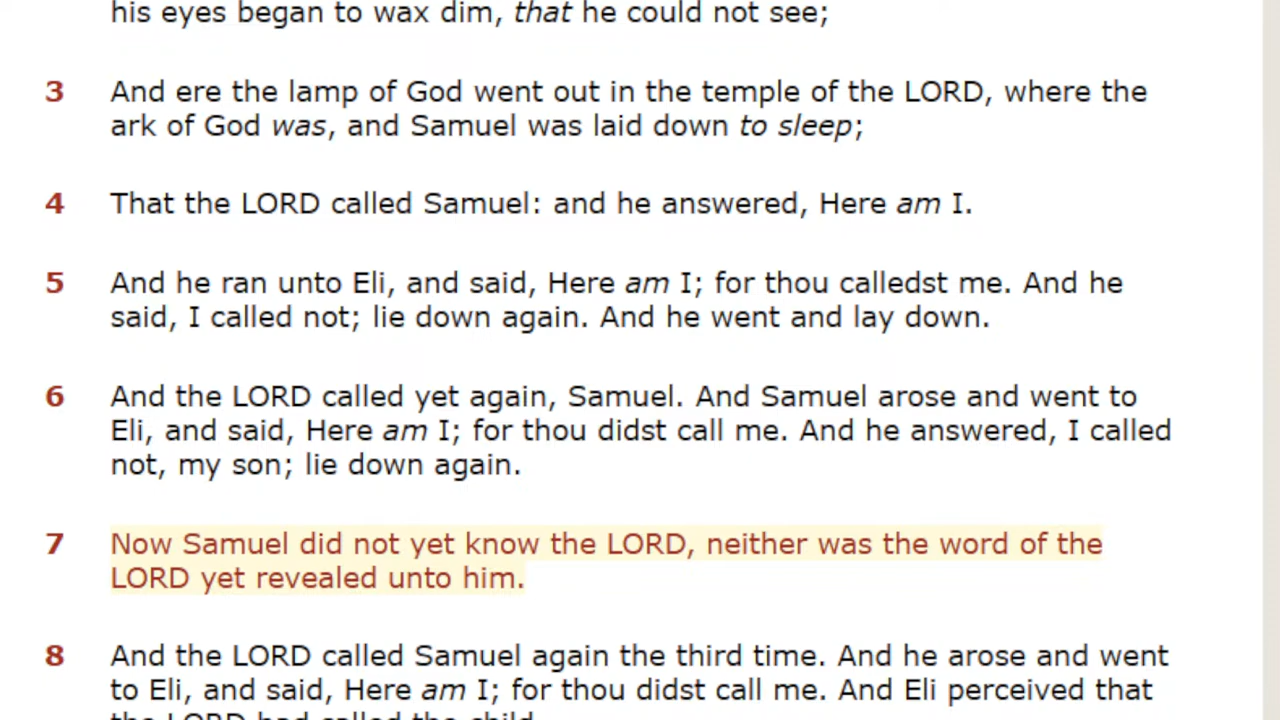 his eyes began to wax dim, that he could not see;
3 And ere the lamp of God went out in the temple of the LORD, where the
ark of God was, and Samuel was laid down to sleep;
4 That the LORD called Samuel: and he answered, Here am I.
5 And he ran unto Eli, and said, Here am I; for thou calledst me. And he
said, I called not; lie down again. And he went and lay down.
6 And the LORD called yet again, Samuel. And Samuel arose and went to
Eli, and said, Here am I; for thou didst call me. And he answered, I called
not, my son; lie down again.
7 Now Samuel did not yet know the LORD, neither was the word of the
LORD yet revealed unto him.
8 And the LORD called Samuel again the third time. And he arose and went
to Eli, and said, Here am I; for thou didst call me. And Eli perceived that
the LORD had called the child.